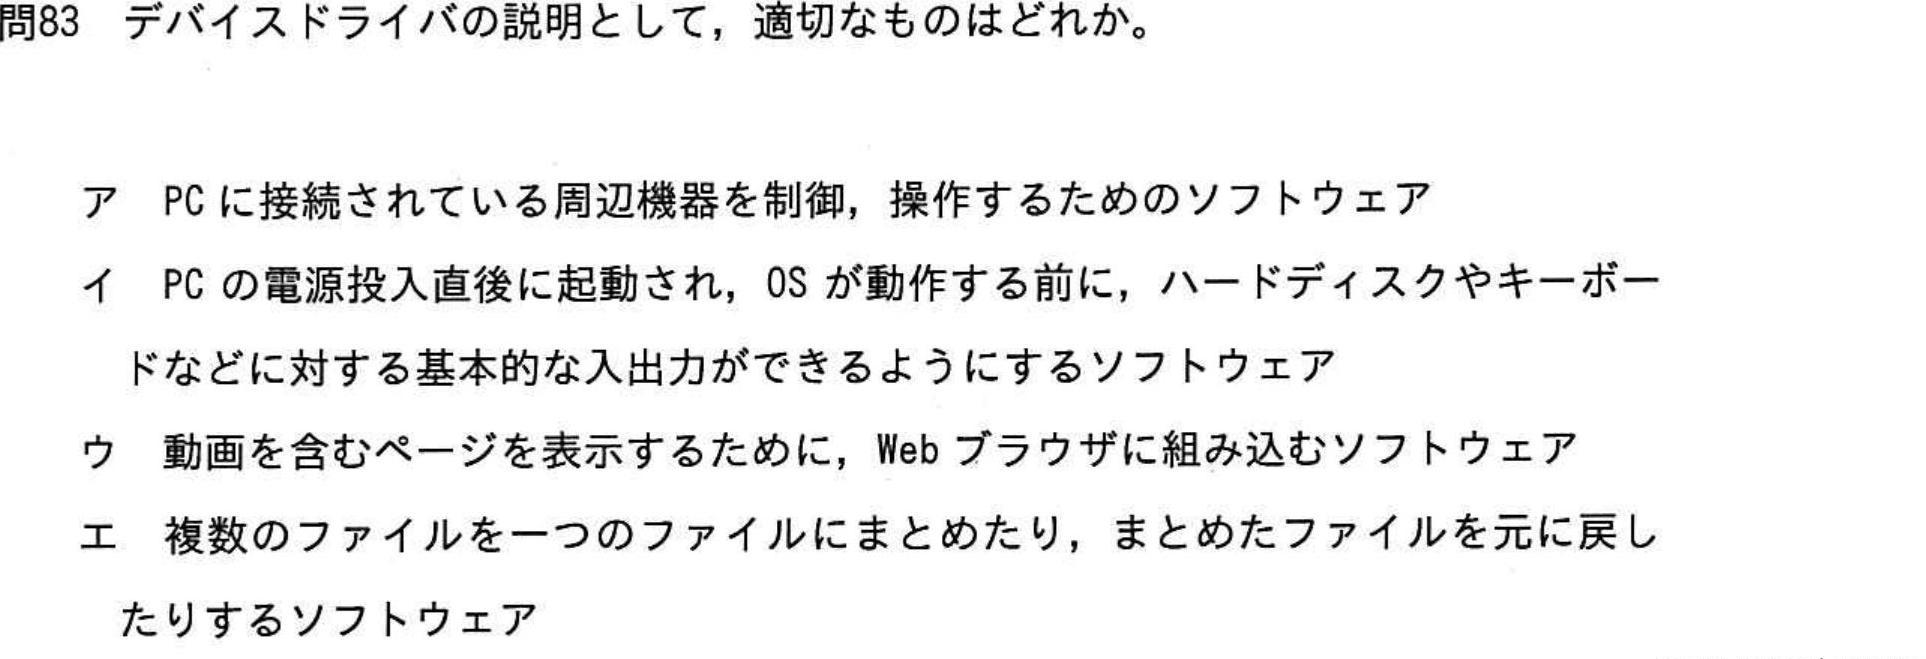 問83　デバイスドライバの説明として，適切なものはどれか。
ア　PC に接続されている周辺機器を制御，操作するためのソフトウェア
イ　PC の電源投入直後に起動され，OS が動作する前に，ハードディスクやキーボー
ドなどに対する基本的な入出力ができるようにするソフトウェア
ウ　動画を含むページを表示するために，Web ブラウザに組み込むソフトウェア
エ　複数のファイルを一つのファイルにまとめたり，まとめたファイルを元に戻し
たりするソフトウェア